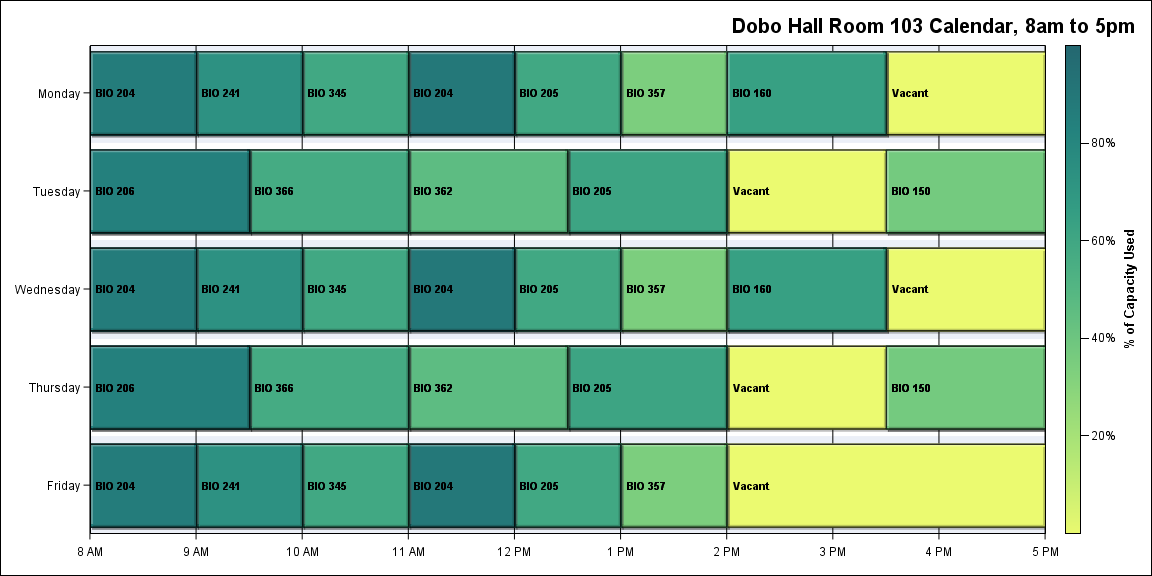 Dobo Hall Room 103 Calendar, 8am to 5pm
Monday
BIO 204 BIO 241 BIO 345 BIO 204 BIO 205 BIO 357 BIO 160 Vacant
Tuesday
BIO 206 BIO 366 BIO 362 BIO 205 Vacant BIO 150
Wednesday
BIO 204 BIO 241 BIO 345 BIO 204 BIO 205 BIO 357 BIO 160 Vacant
Thursday
BIO 206 BIO 366 BIO 362 BIO 205 Vacant BIO 150
Friday
BIO 204 BIO 241 BIO 345 BIO 204 BIO 205 BIO 357 Vacant
8 AM 9 AM 10 AM 11 AM 12 PM 1 PM 2 PM 3 PM 4 PM 5 PM
80%
60%
40%
20%
% of Capacity Used